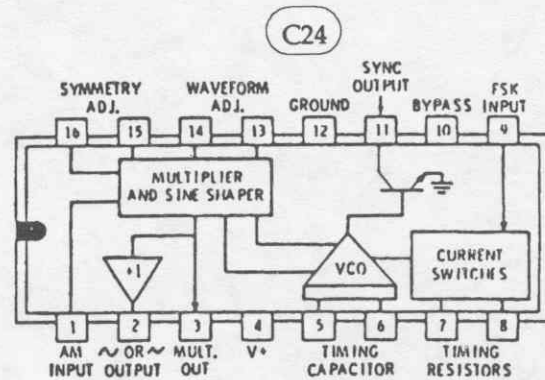 C24
SYMMETRY ADJ.
WAVEFORM ADJ.
GROUND
SYNC OUTPUT
BYPASS
FSK INPUT
16 15 14 13 12 11 10 9
MULTIPLIER
AND SINE SHAPER
+1
VCO
CURRENT
SWITCHES
1 2 3 4 5 6 7 8
AM INPUT
~ OR ~ OUTPUT
MULT. OUT
V+
TIMING CAPACITOR
TIMING RESISTORS